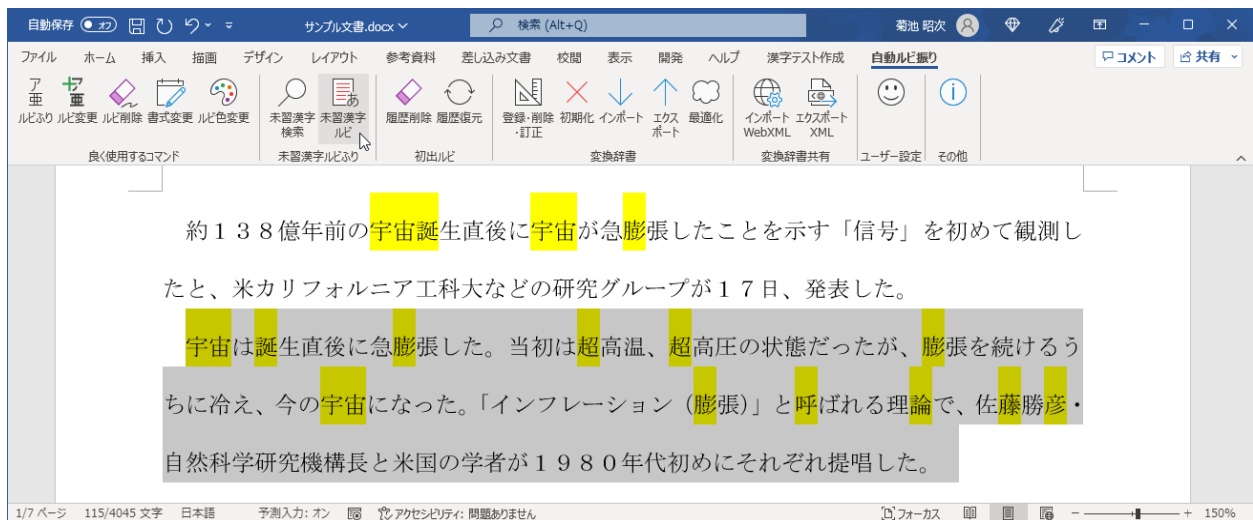 自動保存 オフ サンプル文書.docx 検索 (Alt+Q) 菊池 昭次
ファイル ホーム 挿入 描画 デザイン レイアウト 参考資料 差し込み文書 校閲 表示 開発 ヘルプ 漢字テスト作成 自動ルビ振り コメント 共有
ア あ
亜 亜
ルビふり ルビ変更 ルビ削除 書式変更 ルビ色変更 未習漢字 未習漢字 履歴削除 履歴復元 登録・削除 初期化 インポート エクス 最適化 インポート エクスポート
検索 ルビ ・訂正 ポート WebXML XML
良く使用するコマンド 未習漢字ルビふり 初出ルビ 変換辞書 変換辞書共有 ユーザー設定 その他
約138億年前の宇宙誕生直後に宇宙が急膨張したことを示す「信号」を初めて観測し
たと、米カリフォルニア工科大などの研究グループが17日、発表した。
宇宙は誕生直後に急膨張した。当初は超高温、超高圧の状態だったが、膨張を続けるう
ちに冷え、今の宇宙になった。「インフレーション(膨張)」と呼ばれる理論で、佐藤勝彦・
自然科学研究機構長と米国の学者が1980年代初めにそれぞれ提唱した。
1/7 ページ 115/4045 文字 日本語 予測入力: オン アクセシビリティ: 問題ありません フォーカス 150%